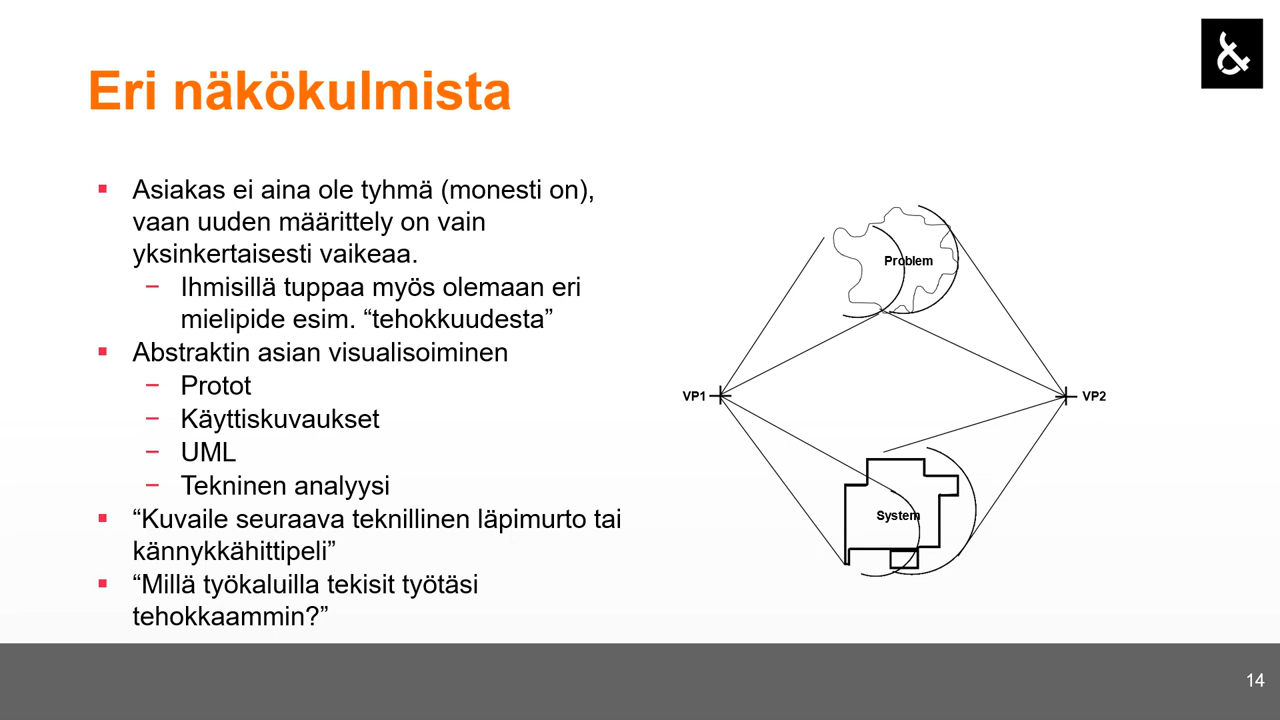 &
Eri näkökulmista
Asiakas ei aina ole tyhmä (monesti on),
vaan uuden määrittely on vain
yksinkertaisesti vaikeaa.
− Ihmisillä tuppaa myös olemaan eri
mielipide esim. “tehokkuudesta”
Abstraktin asian visualisoiminen
− Protot
− Käyttiskuvaukset
− UML
− Tekninen analyysi
“Kuvaile seuraava teknillinen läpimurto tai
kännykkähittipeli”
“Millä työkaluilla tekisit työtäsi
tehokkaammin?”
Problem
VP1
VP2
System
14